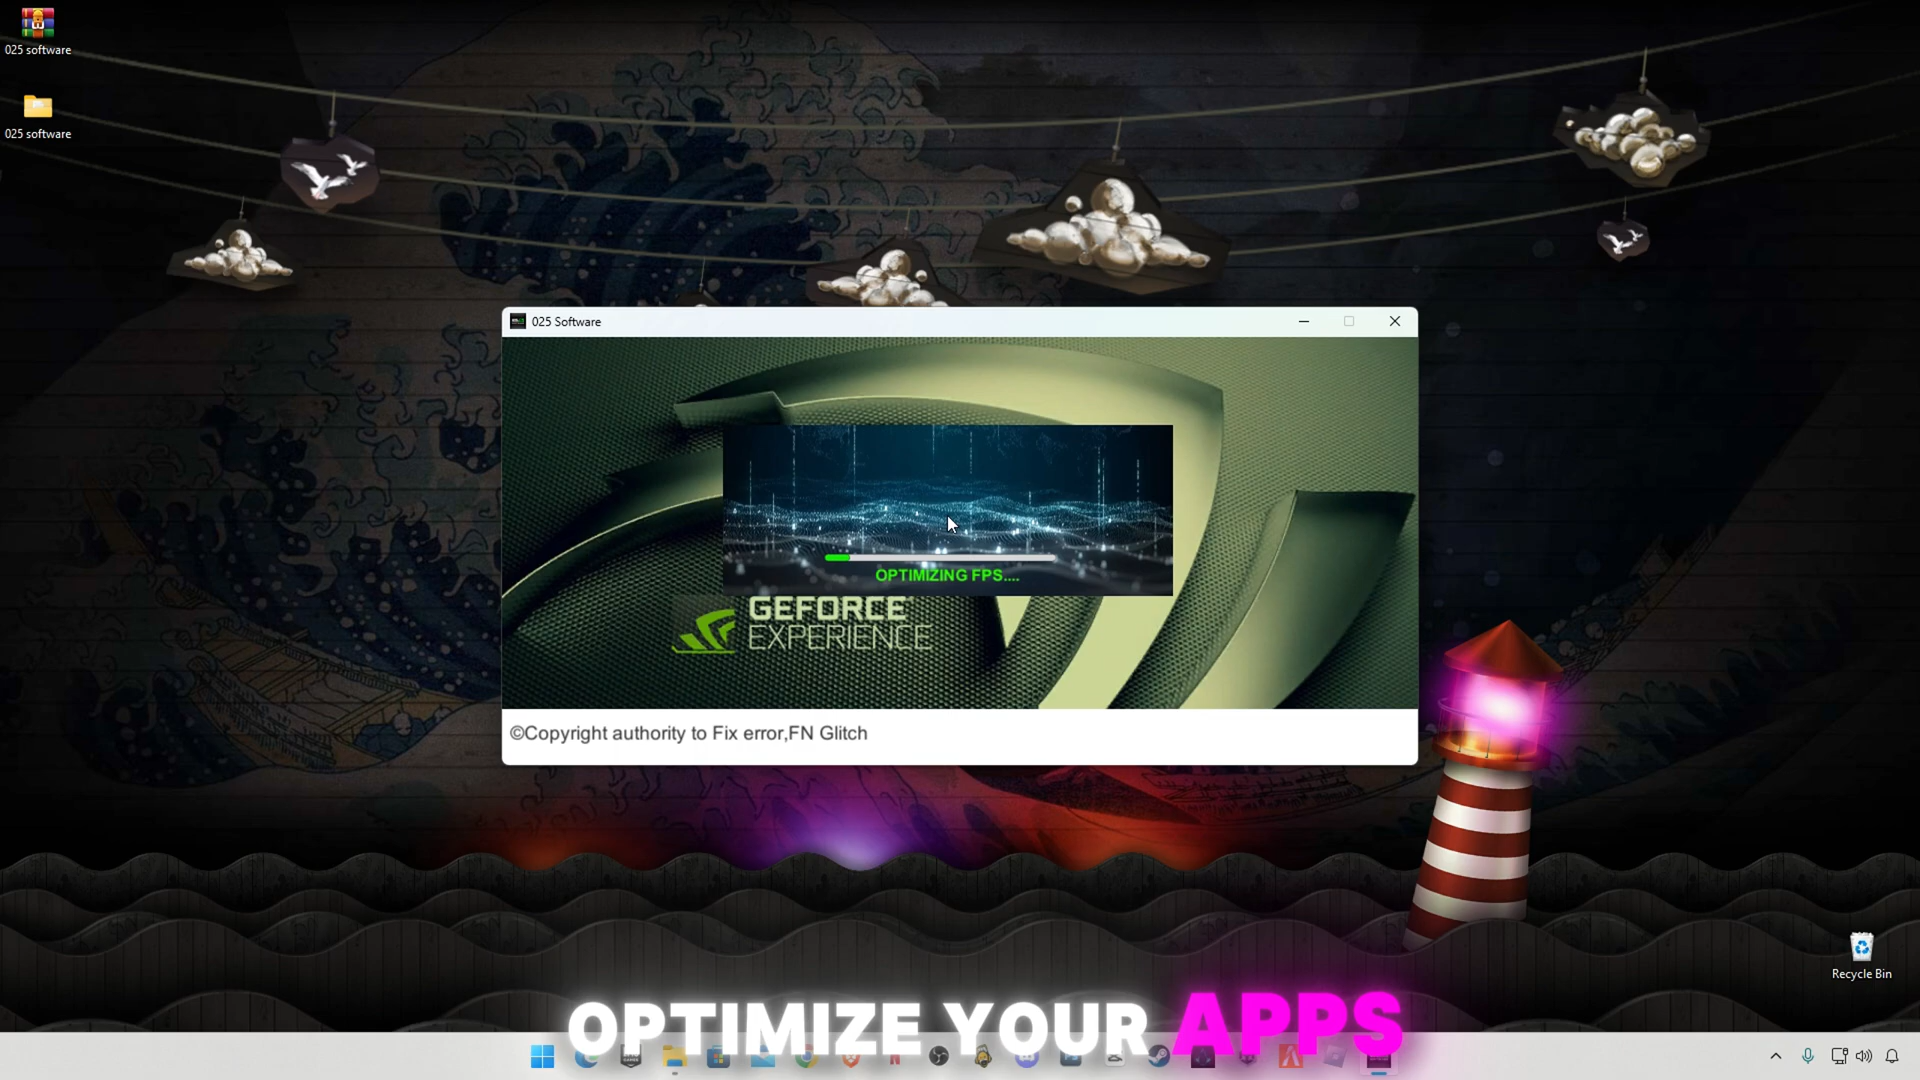 025 software
025 software
025 Software
OPTIMIZING FPS....
GEFORCE
EXPERIENCE
©Copyright authority to Fix error,FN Glitch
Recycle Bin
OPTIMIZE YOUR APPS